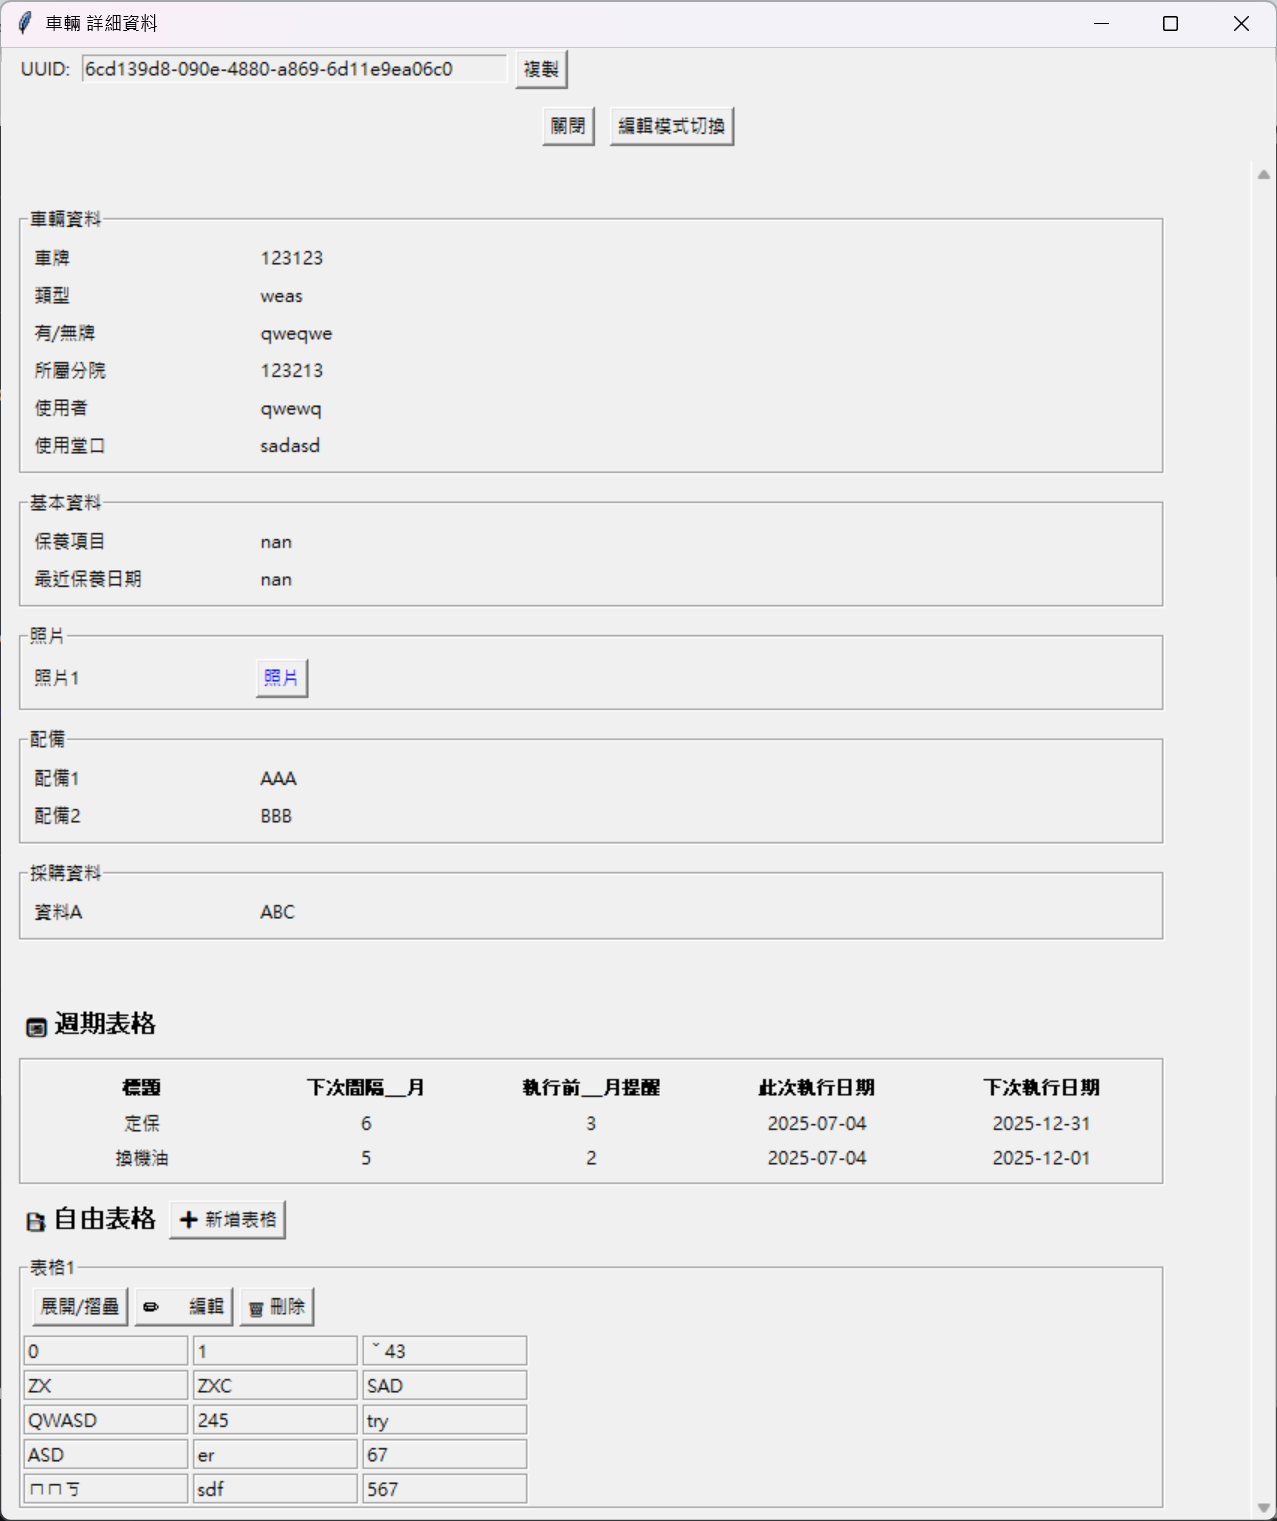 車輛 詳細資料
UUID: 6cd139d8-090e-4880-a869-6d11e9ea06c0 複製
關閉 編輯模式切換
車輛資料
車牌 123123
類型 weas
有/無牌 qweqwe
所屬分院 123213
使用者 qwewq
使用堂口 sadasd
基本資料
保養項目 nan
最近保養日期 nan
照片
照片1 照片
配備
配備1 AAA
配備2 BBB
採購資料
資料A ABC
週期表格
標題 下次間隔__月 執行前__月提醒 此次執行日期 下次執行日期
定保 6 3 2025-07-04 2025-12-31
換機油 5 2 2025-07-04 2025-12-01
自由表格 ➕ 新增表格
表格1
展開/摺疊 編輯 刪除
0 1 ˇ43
ZX ZXC SAD
QWASD 245 try
ASD er 67
ㄇㄇㄎ sdf 567